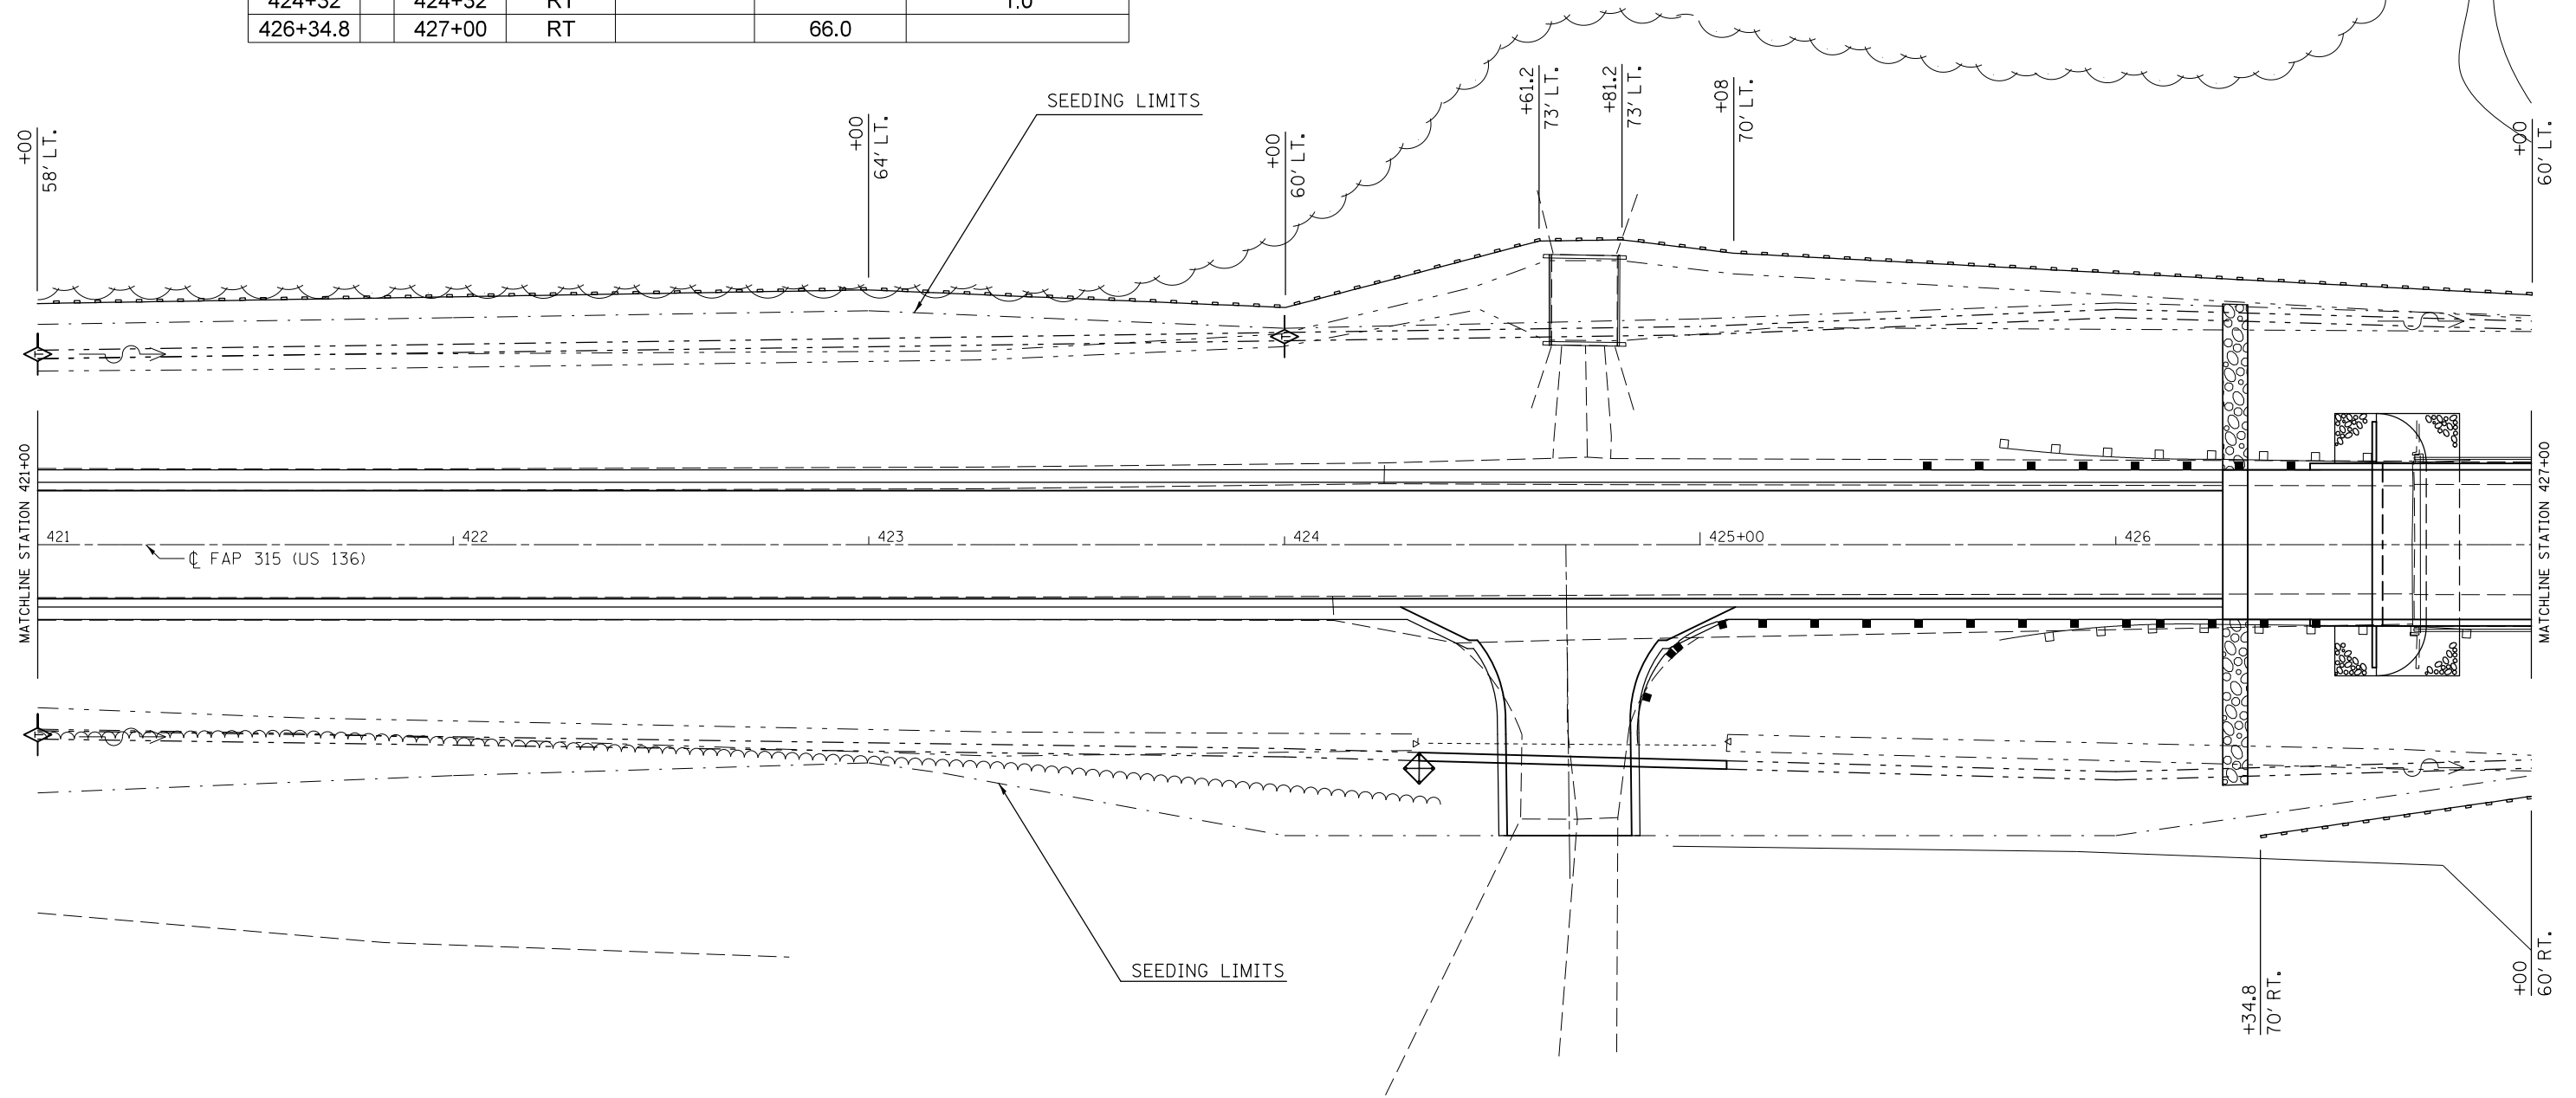 424+32 424+32 RT 1.0
426+34.8 427+00 RT 66.0
SEEDING LIMITS
+00
58' LT.
+00
64' LT.
+00
60' LT.
+61.2
73' LT.
+81.2
73' LT.
+08
70' LT.
+00
60' LT.
MATCHLINE STATION 421+00
421
422
423
424
425+00
426
℄ FAP 315 (US 136)
MATCHLINE STATION 427+00
SEEDING LIMITS
+34.8
70' RT.
+00
60' RT.